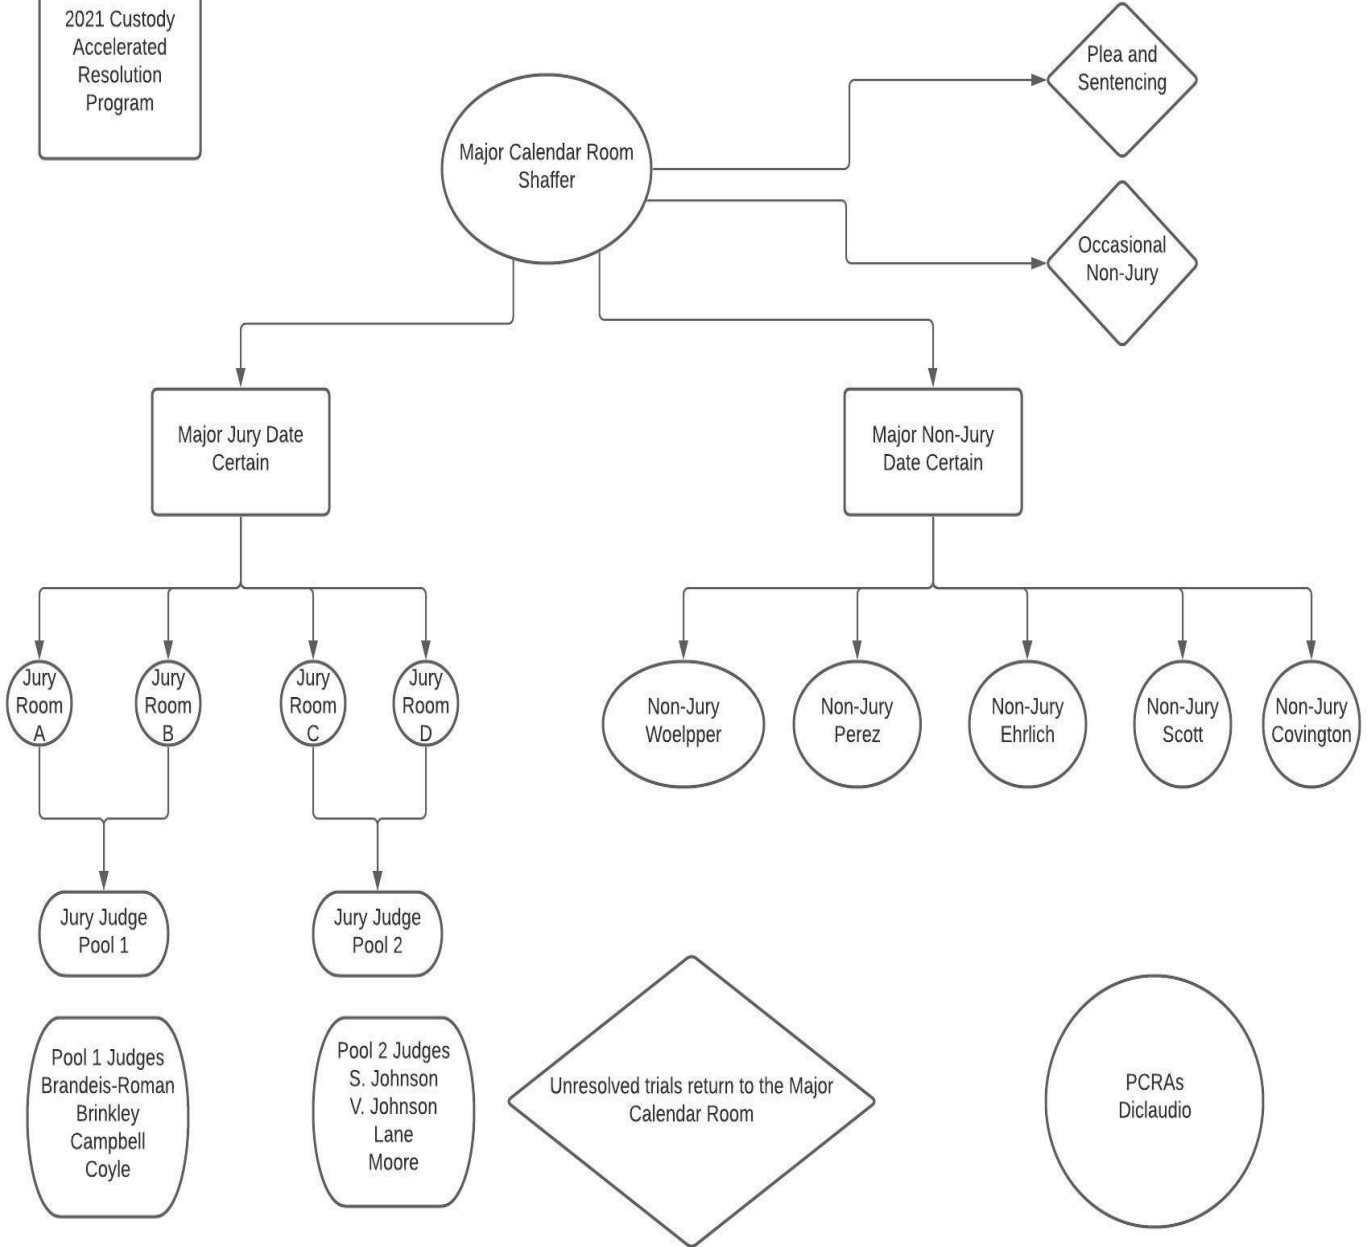 2021 Custody
Accelerated
Resolution
Program
Major Calendar Room
Shaffer
Plea and
Sentencing
Occasional
Non-Jury
Major Jury Date
Certain
Major Non-Jury
Date Certain
Jury
Room
A
Jury
Room
B
Jury
Room
C
Jury
Room
D
Non-Jury
Woelpper
Non-Jury
Perez
Non-Jury
Ehrlich
Non-Jury
Scott
Non-Jury
Covington
Jury Judge
Pool 1
Jury Judge
Pool 2
Pool 1 Judges
Brandeis-Roman
Brinkley
Campbell
Coyle
Pool 2 Judges
S. Johnson
V. Johnson
Lane
Moore
Unresolved trials return to the Major
Calendar Room
PCRAs
Diclaudio